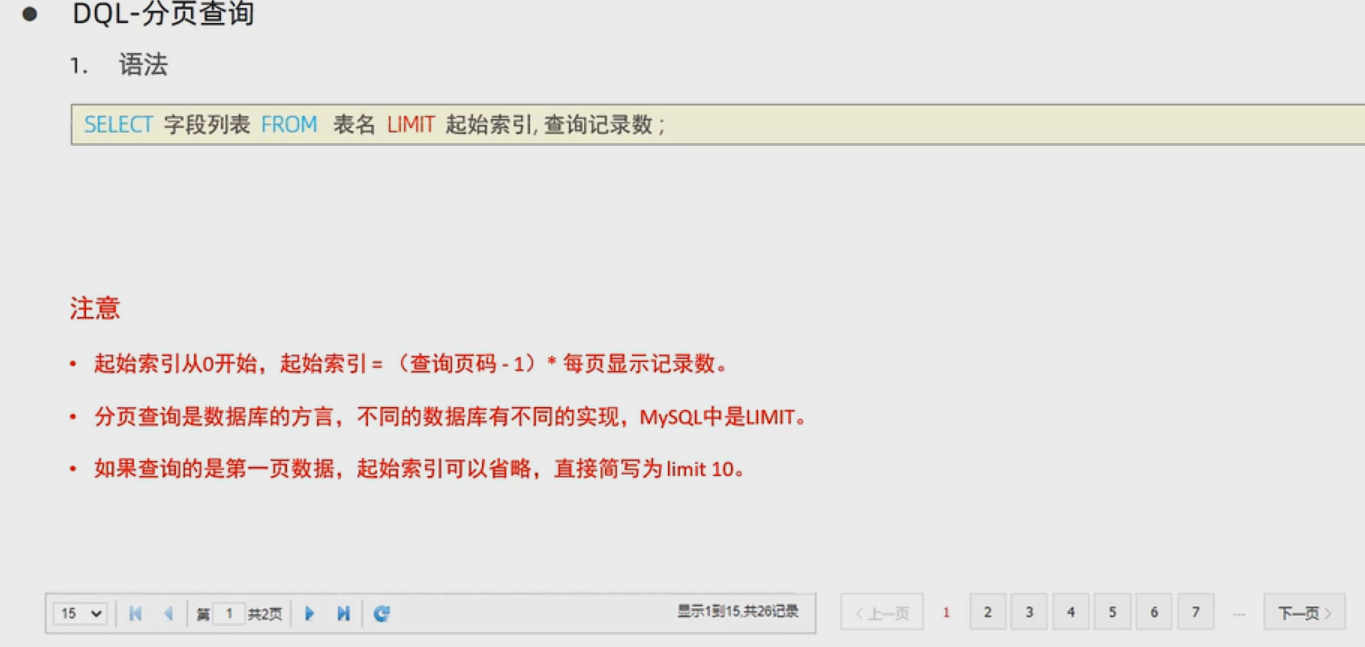 ● DQL-分页查询
1. 语法
SELECT 字段列表 FROM 表名 LIMIT 起始索引, 查询记录数 ;
注意
• 起始索引从0开始，起始索引 = （查询页码 - 1）* 每页显示记录数。
• 分页查询是数据库的方言，不同的数据库有不同的实现，MySQL中是LIMIT。
• 如果查询的是第一页数据，起始索引可以省略，直接简写为 limit 10。
15 第 1 共2页 显示1到15,共26记录 < 上一页 1 2 3 4 5 6 7 ... 下一页 >